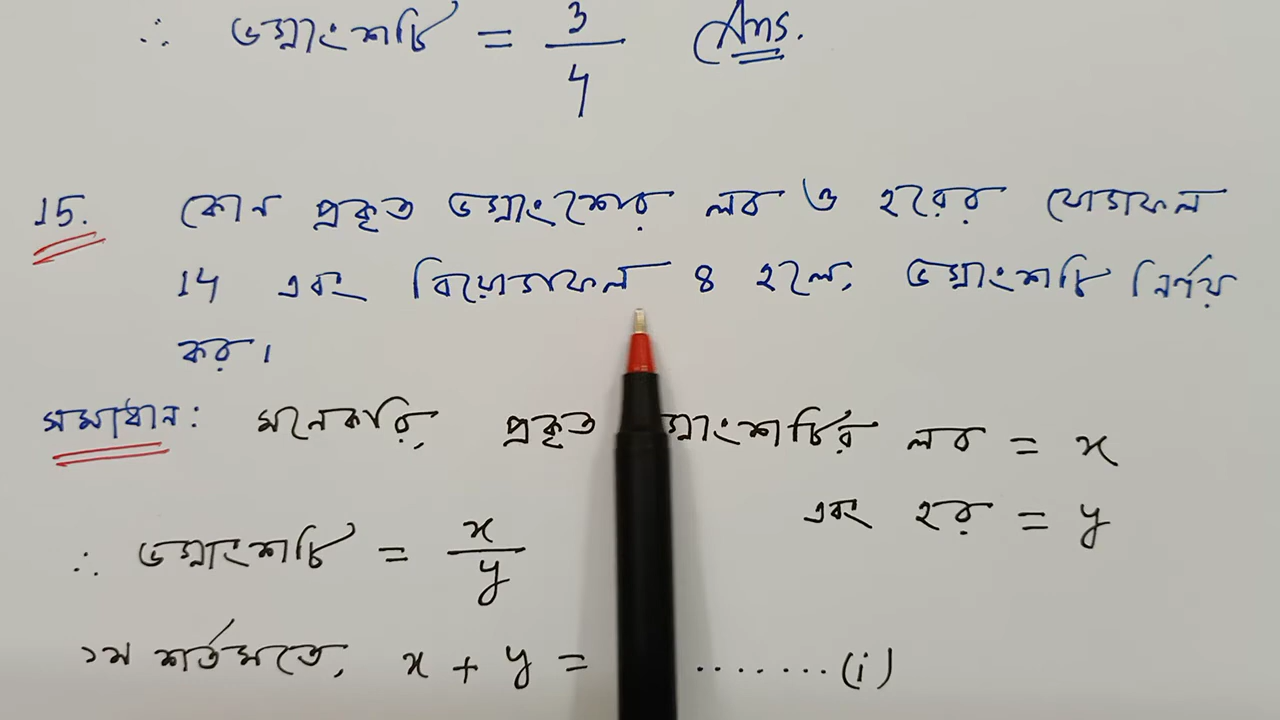 ∴ ভগ্নাংশটি = 3/4 Ans.
15. কোন প্রকৃত ভগ্নাংশের লব ও হরের যোগফল
14 এবং বিয়োগফল 8 হলে, ভগ্নাংশটি নির্ণয়
কর।
সমাধান: মনেকরি, প্রকৃত গ্নাংশটির লব = x
এবং হর = y
∴ ভগ্নাংশটি = x/y
১ম শর্তমতে, x + y = ........(i)